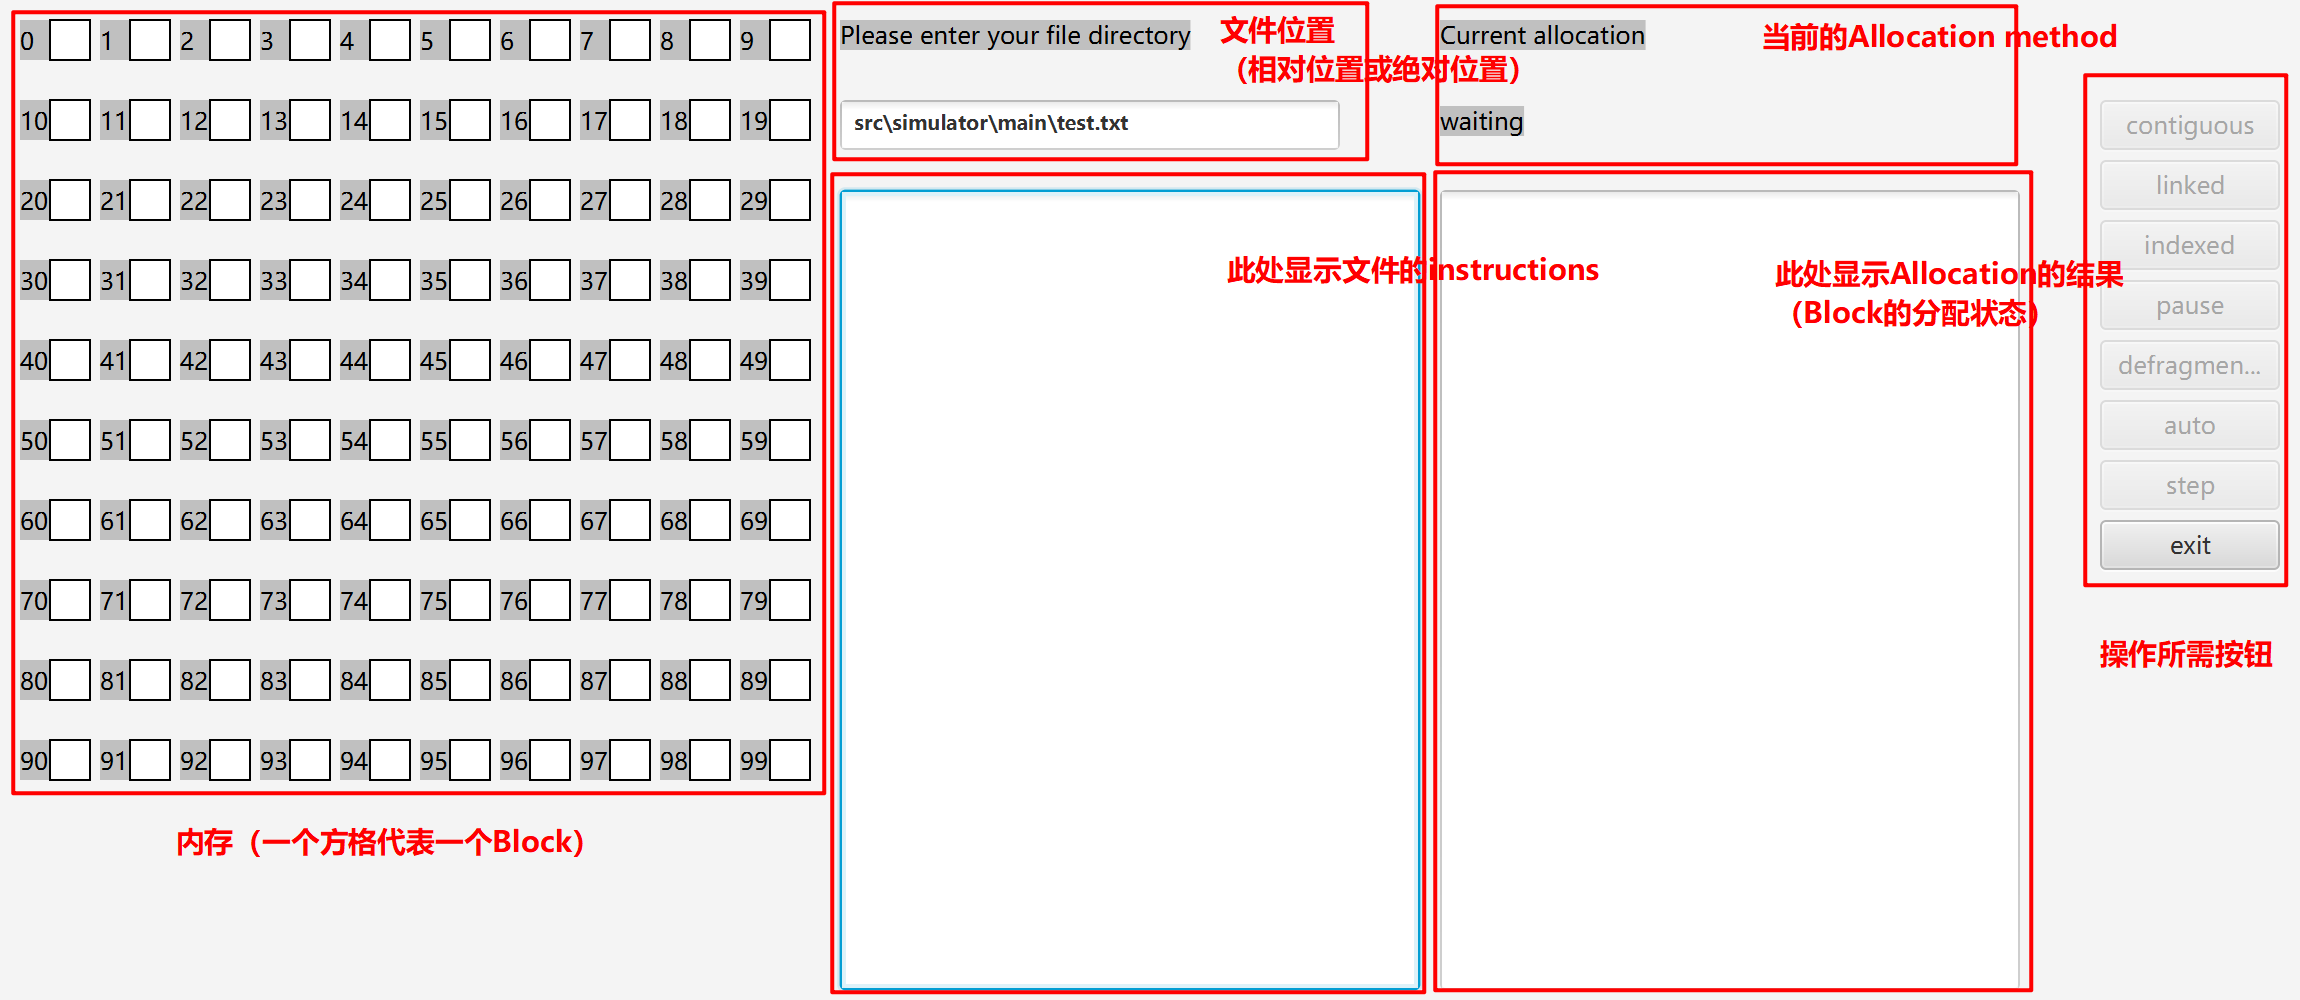 0 1 2 3 4 5 6 7 8 9
10 11 12 13 14 15 16 17 18 19
20 21 22 23 24 25 26 27 28 29
30 31 32 33 34 35 36 37 38 39
40 41 42 43 44 45 46 47 48 49
50 51 52 53 54 55 56 57 58 59
60 61 62 63 64 65 66 67 68 69
70 71 72 73 74 75 76 77 78 79
80 81 82 83 84 85 86 87 88 89
90 91 92 93 94 95 96 97 98 99
内存（一个方格代表一个Block）
Please enter your file directory
文件位置
（相对位置或绝对位置）
src\simulator\main\test.txt
此处显示文件的instructions
Current allocation
当前的Allocation method
waiting
此处显示Allocation的结果
（Block的分配状态）
contiguous
linked
indexed
pause
defragmen...
auto
step
exit
操作所需按钮